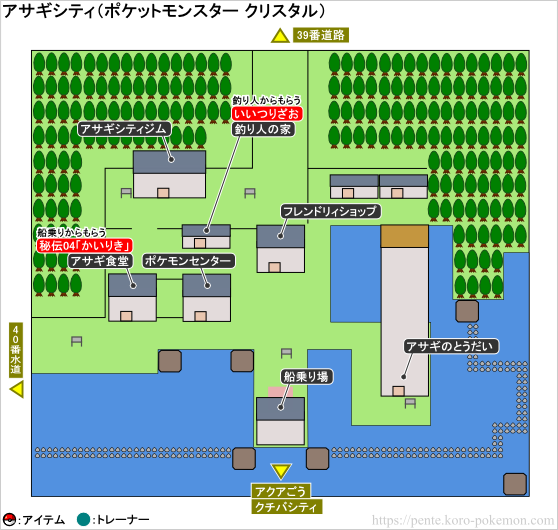 アサギシティ(ポケットモンスター クリスタル)
39番道路
釣り人からもらう
いいつりざお
釣り人の家
アサギシティジム
フレンドリィショップ
船乗りからもらう
秘伝04「かいりき」
アサギ食堂
ポケモンセンター
40番水道
アサギのとうだい
船乗り場
アクアごう
クチバシティ
:アイテム
:トレーナー
https://pente.koro-pokemon.com/